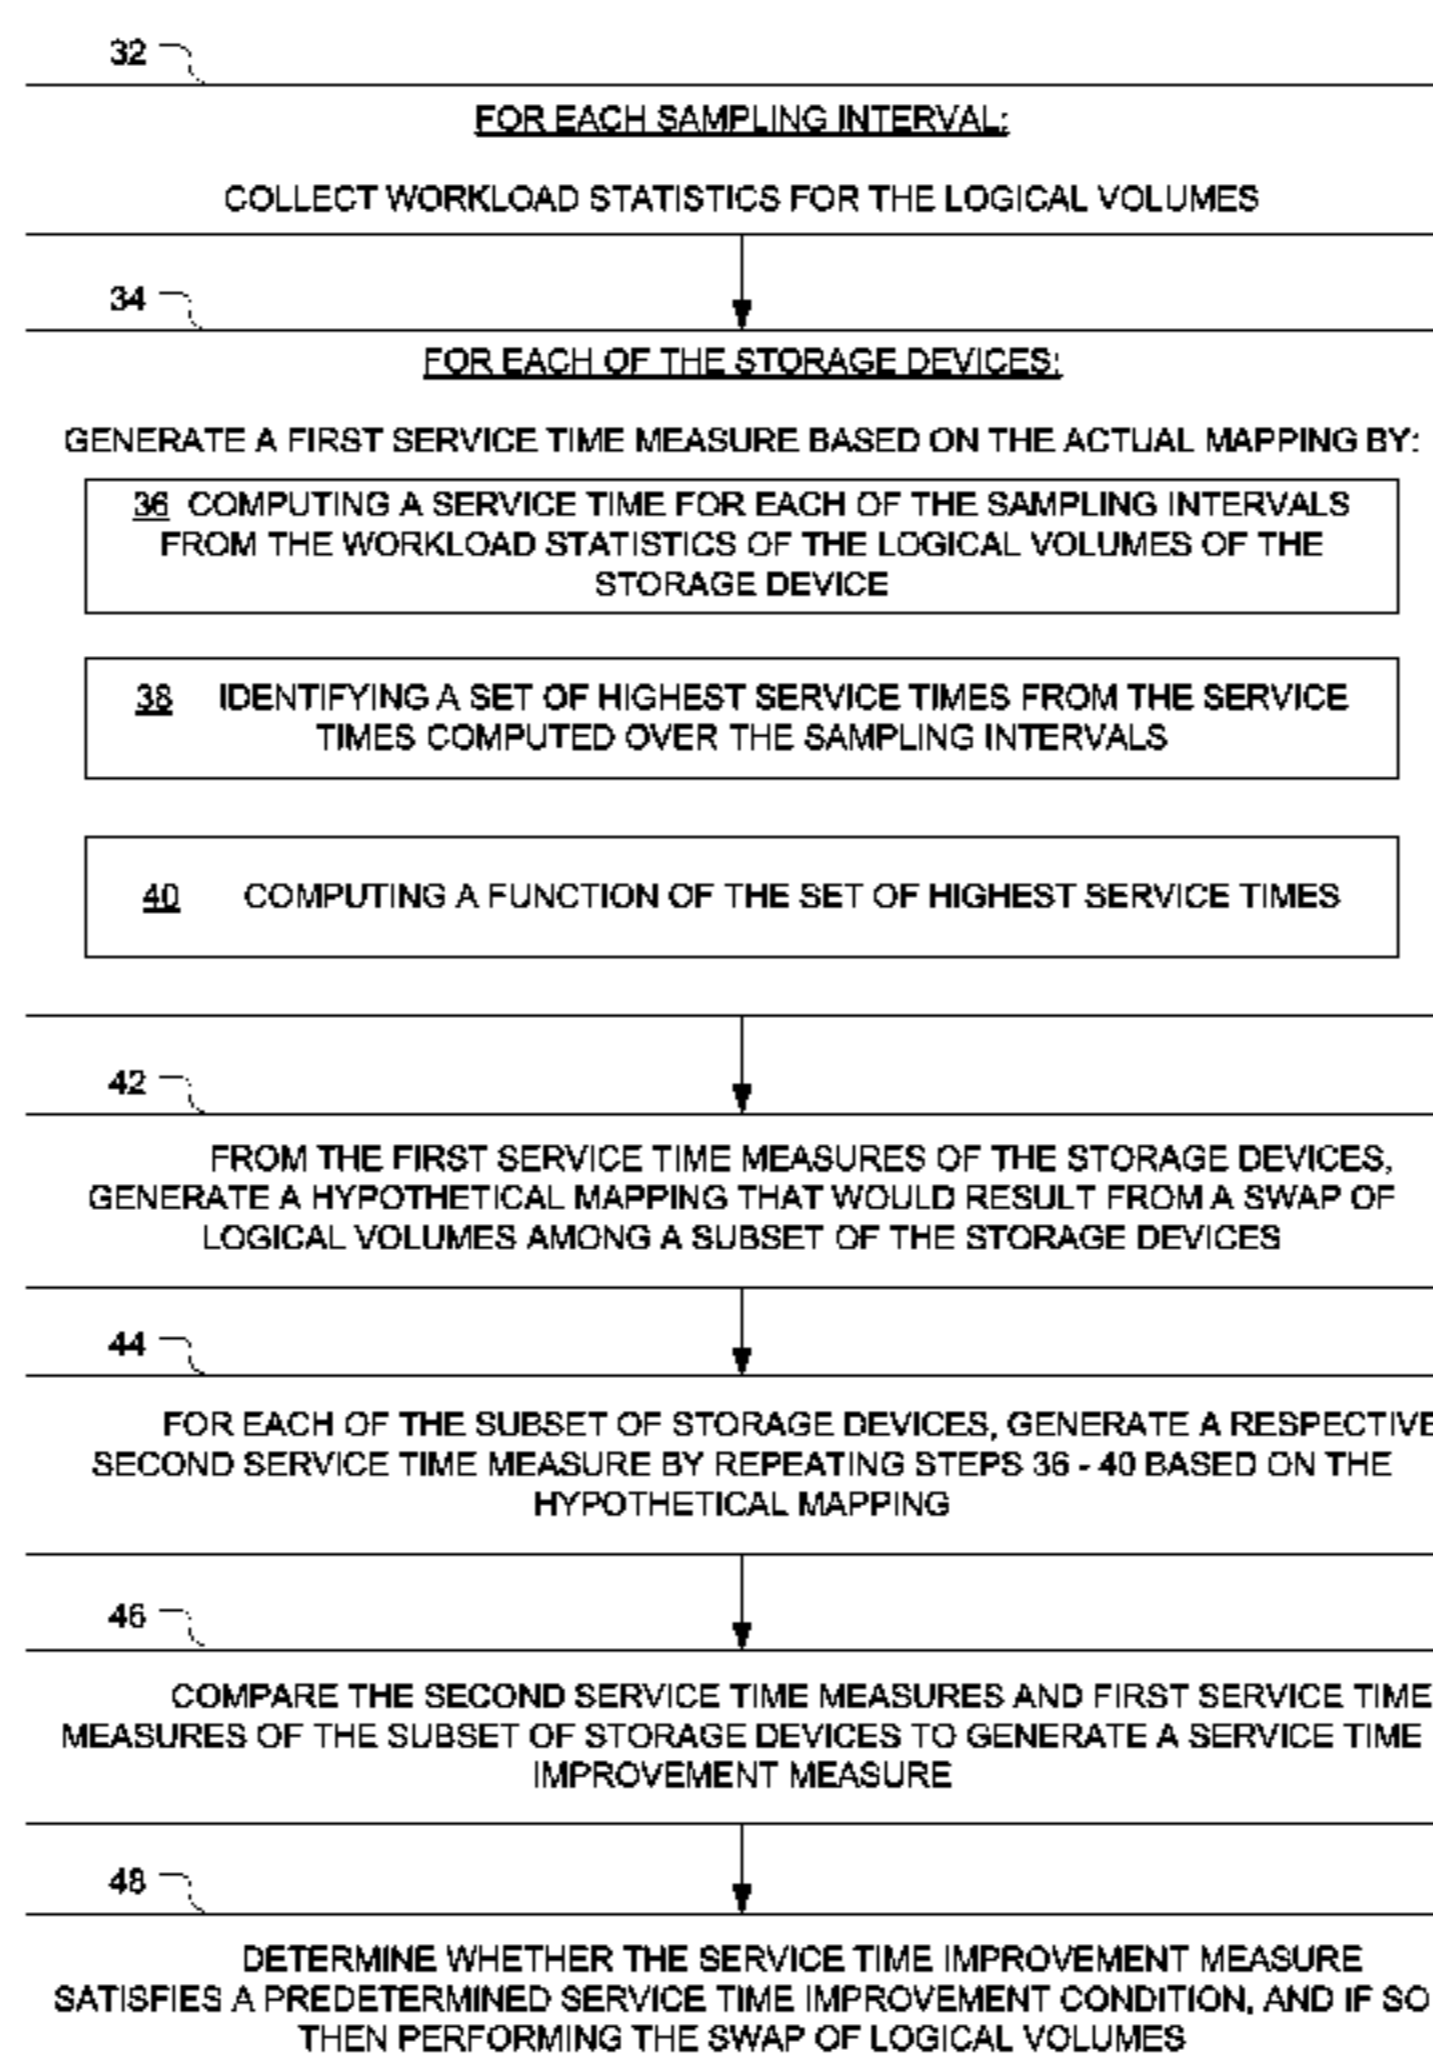 32
FOR EACH SAMPLING INTERVAL:
COLLECT WORKLOAD STATISTICS FOR THE LOGICAL VOLUMES
34
FOR EACH OF THE STORAGE DEVICES:
GENERATE A FIRST SERVICE TIME MEASURE BASED ON THE ACTUAL MAPPING BY:
36 COMPUTING A SERVICE TIME FOR EACH OF THE SAMPLING INTERVALS
FROM THE WORKLOAD STATISTICS OF THE LOGICAL VOLUMES OF THE
STORAGE DEVICE
38 IDENTIFYING A SET OF HIGHEST SERVICE TIMES FROM THE SERVICE
TIMES COMPUTED OVER THE SAMPLING INTERVALS
40 COMPUTING A FUNCTION OF THE SET OF HIGHEST SERVICE TIMES
42
FROM THE FIRST SERVICE TIME MEASURES OF THE STORAGE DEVICES,
GENERATE A HYPOTHETICAL MAPPING THAT WOULD RESULT FROM A SWAP OF
LOGICAL VOLUMES AMONG A SUBSET OF THE STORAGE DEVICES
44
FOR EACH OF THE SUBSET OF STORAGE DEVICES, GENERATE A RESPECTIVE
SECOND SERVICE TIME MEASURE BY REPEATING STEPS 36 - 40 BASED ON THE
HYPOTHETICAL MAPPING
46
COMPARE THE SECOND SERVICE TIME MEASURES AND FIRST SERVICE TIME
MEASURES OF THE SUBSET OF STORAGE DEVICES TO GENERATE A SERVICE TIME
IMPROVEMENT MEASURE
48
DETERMINE WHETHER THE SERVICE TIME IMPROVEMENT MEASURE
SATISFIES A PREDETERMINED SERVICE TIME IMPROVEMENT CONDITION, AND IF SO
THEN PERFORMING THE SWAP OF LOGICAL VOLUMES